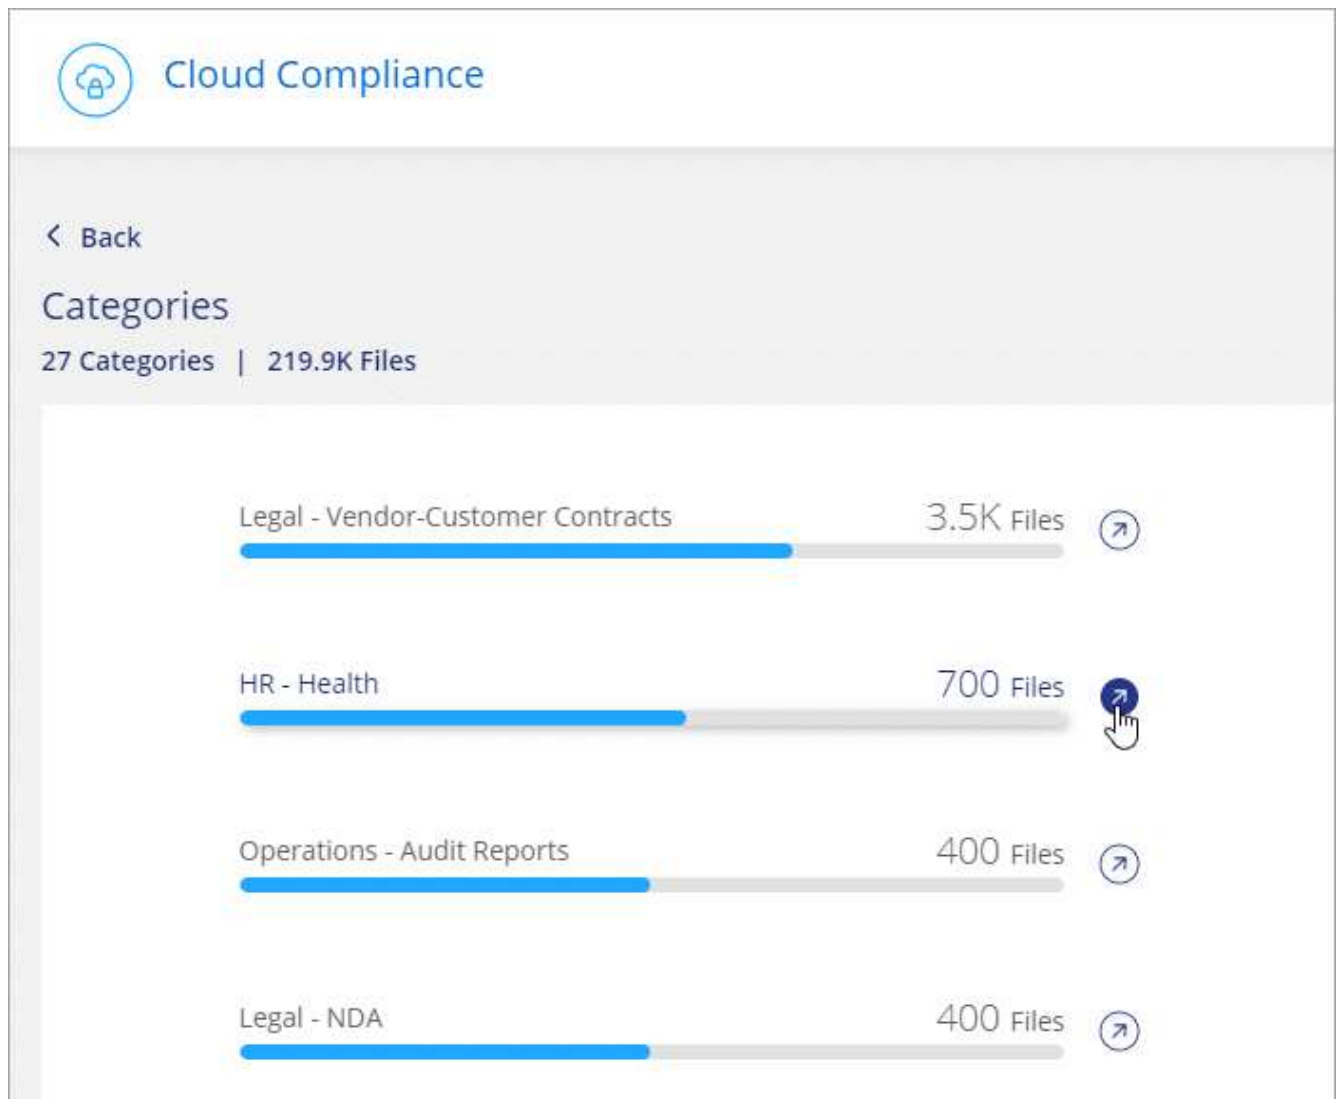 Cloud Compliance
Back
Categories
27 Categories | 219.9K Files
Legal - Vendor-Customer Contracts 3.5K Files
HR - Health 700 Files
Operations - Audit Reports 400 Files
Legal - NDA 400 Files